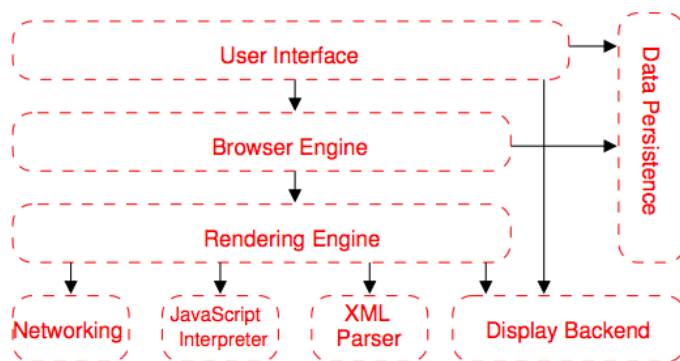 User Interface
Data Persistence
Browser Engine
Rendering Engine
Networking
JavaScript
Interpreter
XML
Parser
Display Backend